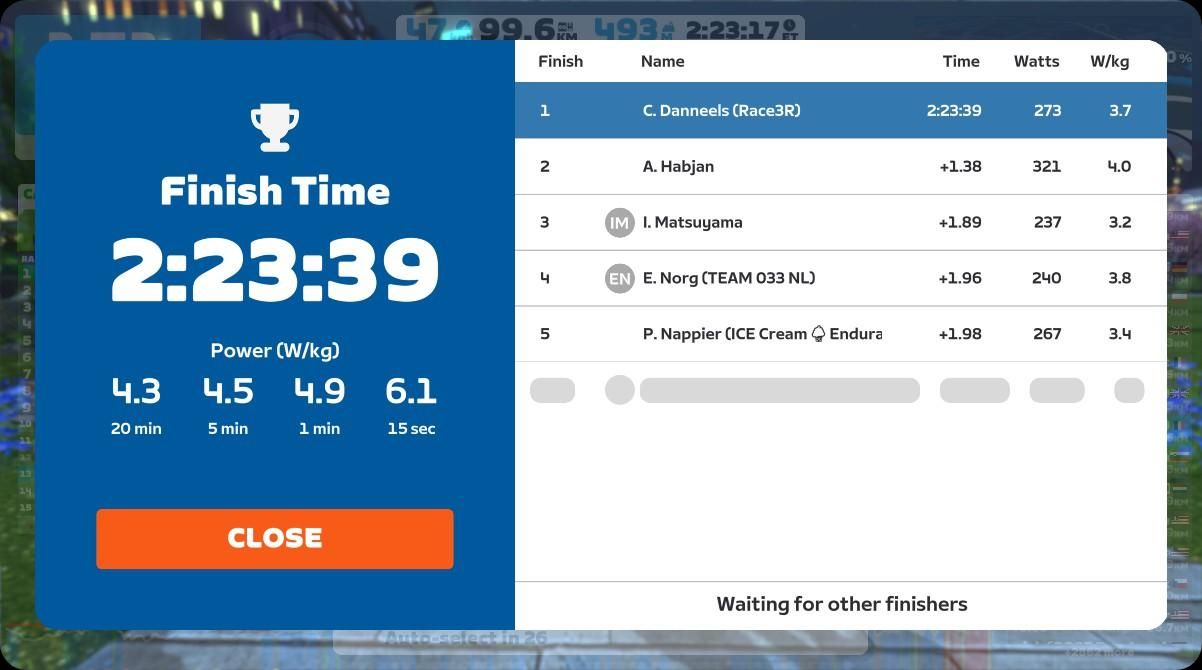 99.6 KM 493 2:23:17
Finish Time
2:23:39
Power (W/kg)
4.3 4.5 4.9 6.1
20 min 5 min 1 min 15 sec
CLOSE
Finish Name Time Watts W/kg
1 C. Danneels (Race3R) 2:23:39 273 3.7
2 A. Habjan +1.38 321 4.0
3 IM I. Matsuyama +1.89 237 3.2
4 EN E. Norg (TEAM 033 NL) +1.96 240 3.8
5 P. Nappier (ICE Cream Endura +1.98 267 3.4
Waiting for other finishers
Auto-select in 26